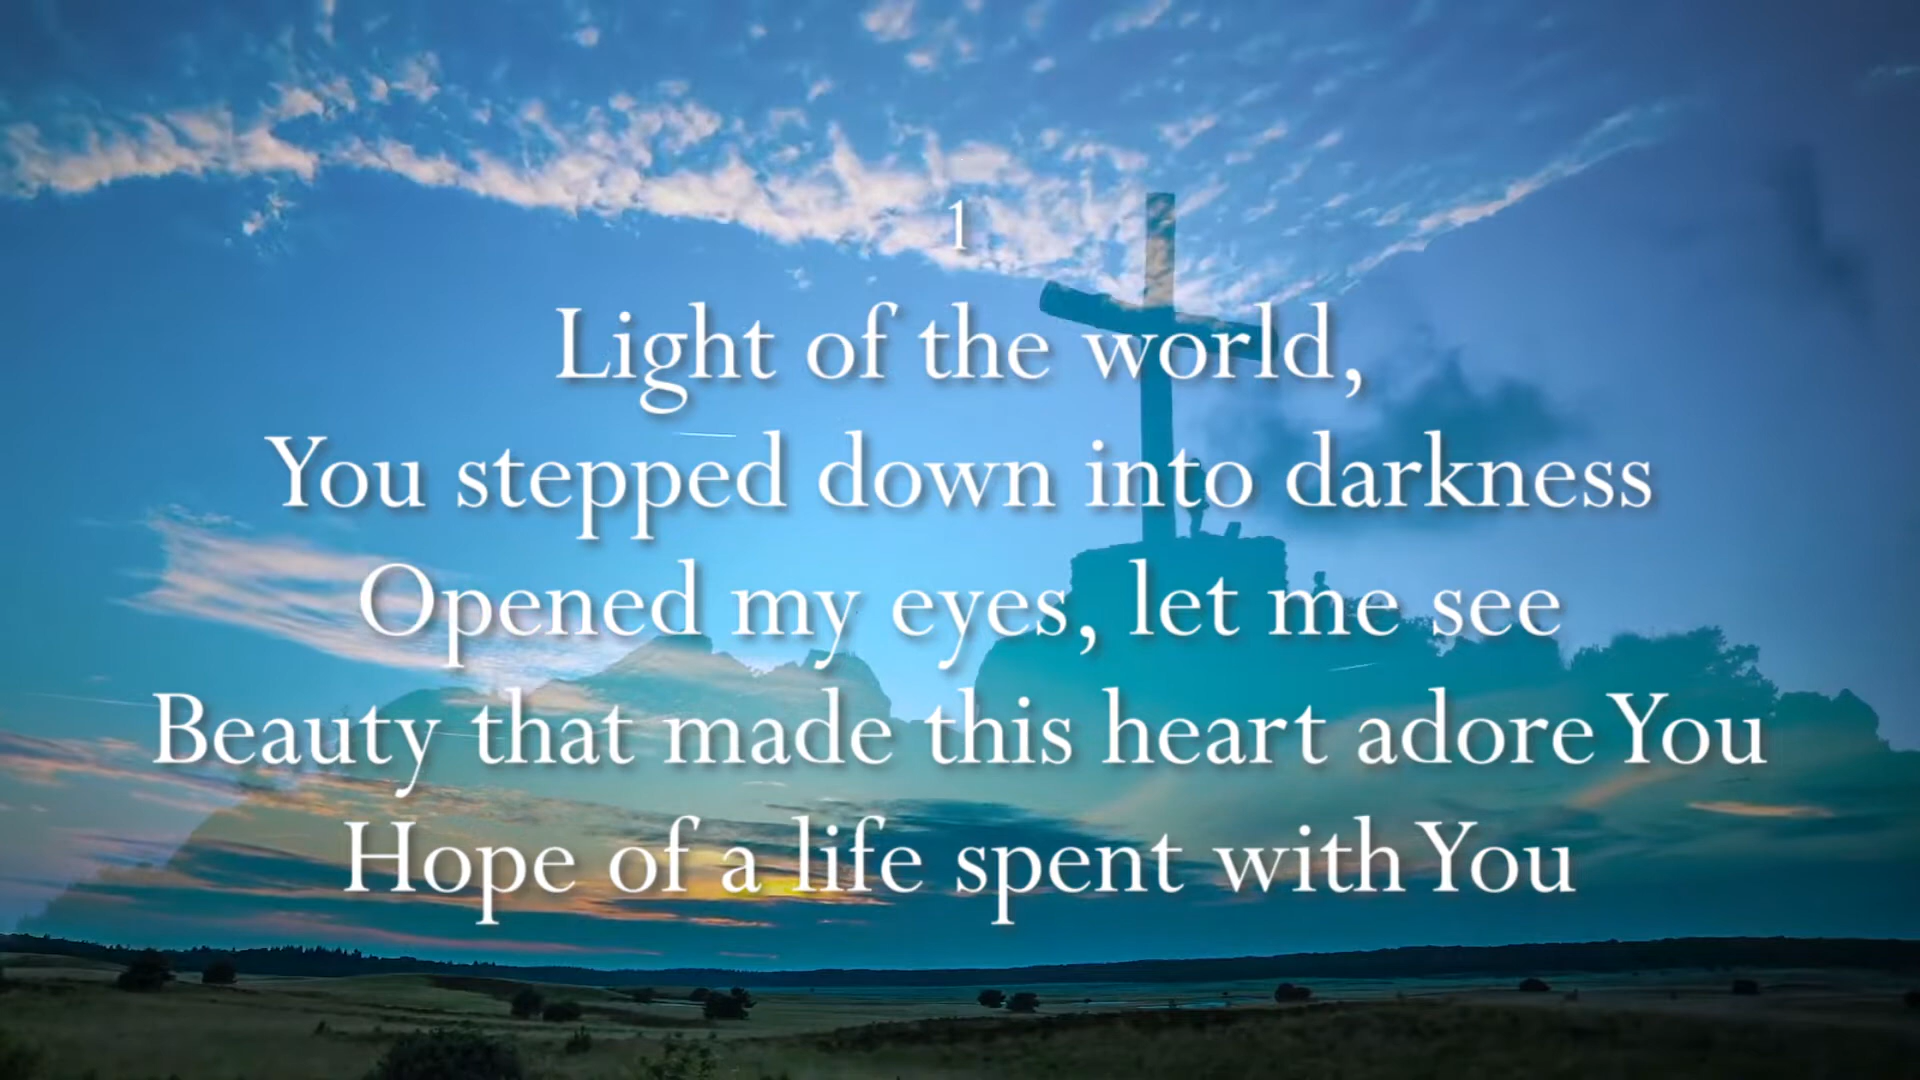 1
Light of the world,
You stepped down into darkness
Opened my eyes, let me see
Beauty that made this heart adore You
Hope of a life spent with You